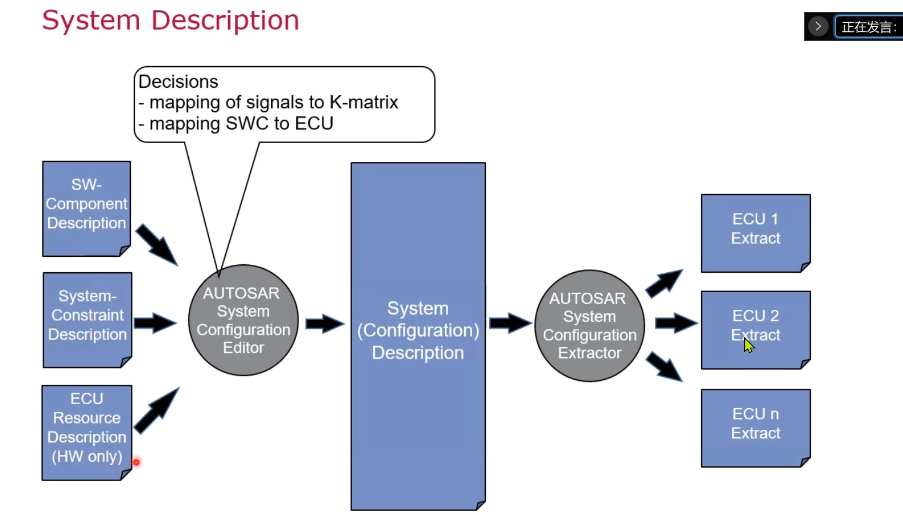 System Description
正在发言:
Decisions
- mapping of signals to K-matrix
- mapping SWC to ECU
SW-
Component
Description
System-
Constraint
Description
ECU
Resource
Description
(HW only)
AUTOSAR
System
Configuration
Editor
System
(Configuration)
Description
AUTOSAR
System
Configuration
Extractor
ECU 1
Extract
ECU 2
Extract
ECU n
Extract